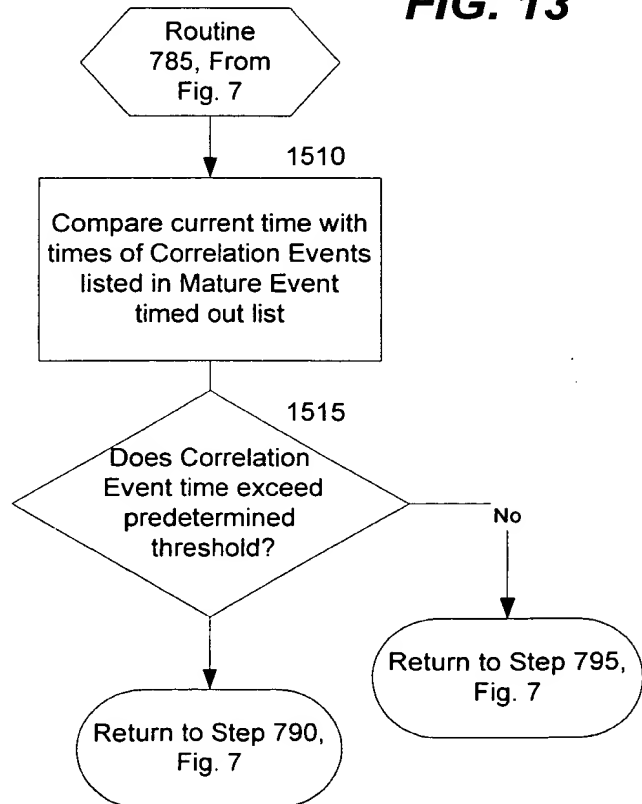 FIG. 13
Routine
785, From
Fig. 7
1510
Compare current time with
times of Correlation Events
listed in Mature Event
timed out list
1515
Does Correlation
Event time exceed
predetermined
threshold?
No
Return to Step 795,
Fig. 7
Return to Step 790,
Fig. 7